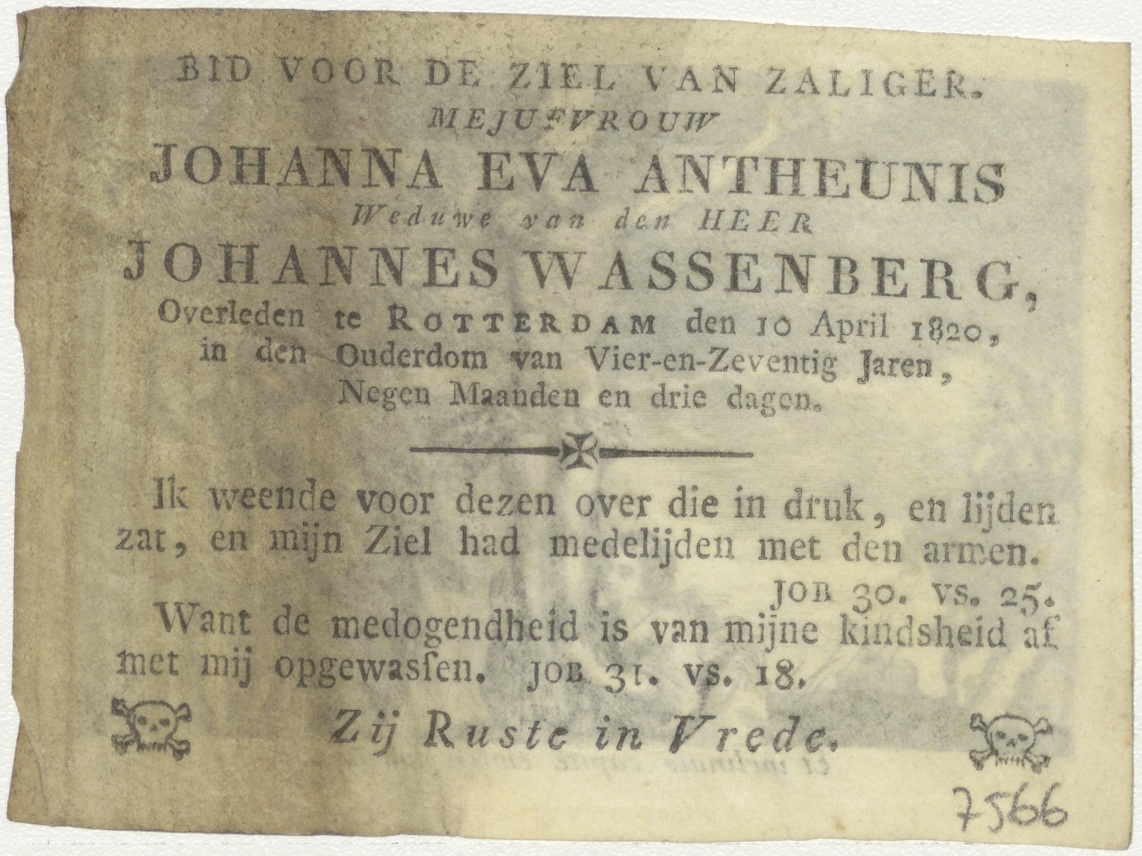 BID VOOR DE ZIEL VAN ZALIGER.
MEJUFVROUW
JOHANNA EVA ANTHEUNIS
Weduwe van den HEER
JOHANNES WASSENBERG,
Overleden te ROTTERDAM den 10 April 1820,
in den Ouderdom van Vier-en-Zeventig Jaren,
Negen Maanden en drie dagen.
Ik weende voor dezen over die in druk, en lijden
zat, en mijn Ziel had medelijden met den armen.
JOB 30. VS. 25.
Want de medogendheid is van mijne kindsheid af
met mij opgewasſen. JOB 31. VS. 18.
Zij Ruste in Vrede.
7566